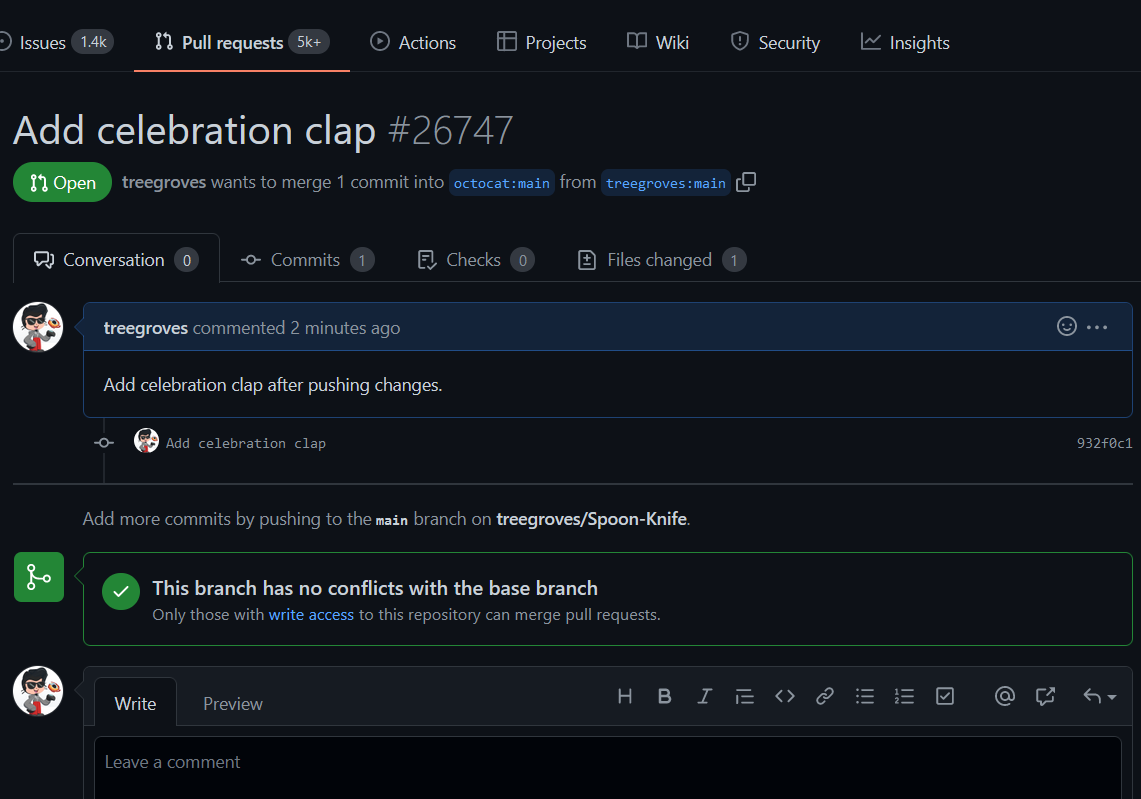 Issues 1.4k Pull requests 5k+ Actions Projects Wiki Security Insights
Add celebration clap #26747
Open treegroves wants to merge 1 commit into octocat:main from treegroves:main
Conversation 0 Commits 1 Checks 0 Files changed 1
treegroves commented 2 minutes ago
Add celebration clap after pushing changes.
Add celebration clap 932f0c1
Add more commits by pushing to the main branch on treegroves/Spoon-Knife.
This branch has no conflicts with the base branch
Only those with write access to this repository can merge pull requests.
Write Preview
Leave a comment